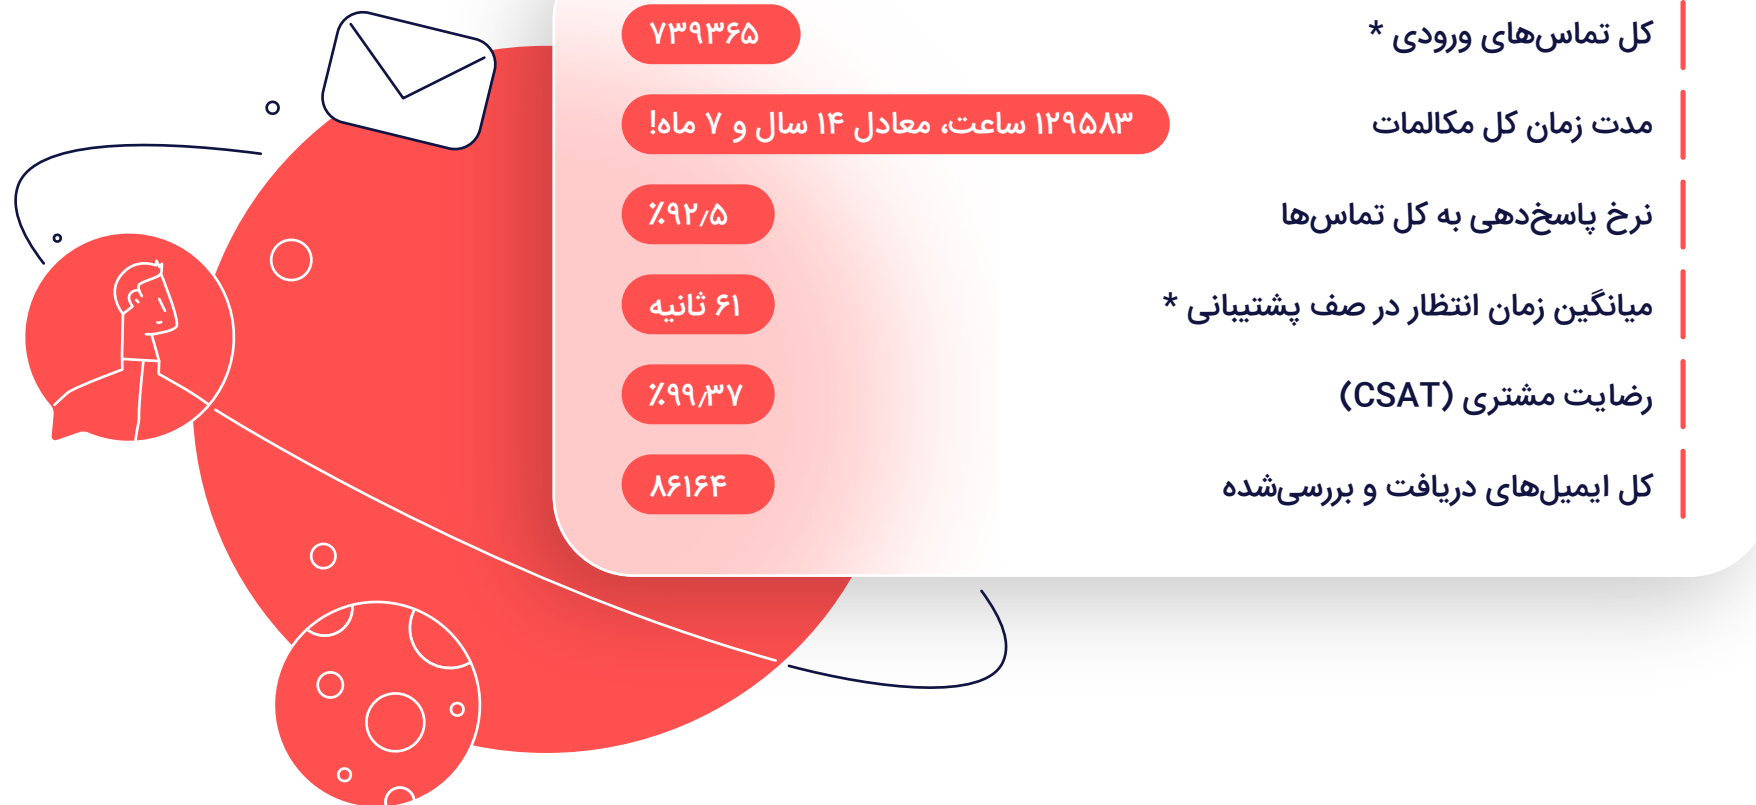 کل تماس‌های ورودی * ۷۳۹۳۶۵
مدت زمان کل مکالمات ۱۲۹۵۸۳ ساعت، معادل ۱۴ سال و ۷ ماه!
نرخ پاسخ‌دهی به کل تماس‌ها ۹۲٫۵٪
میانگین زمان انتظار در صف پشتیبانی * ۶۱ ثانیه
رضایت مشتری (CSAT) ۹۹٫۳۷٪
کل ایمیل‌های دریافت و بررسی‌شده ۸۶۱۶۴